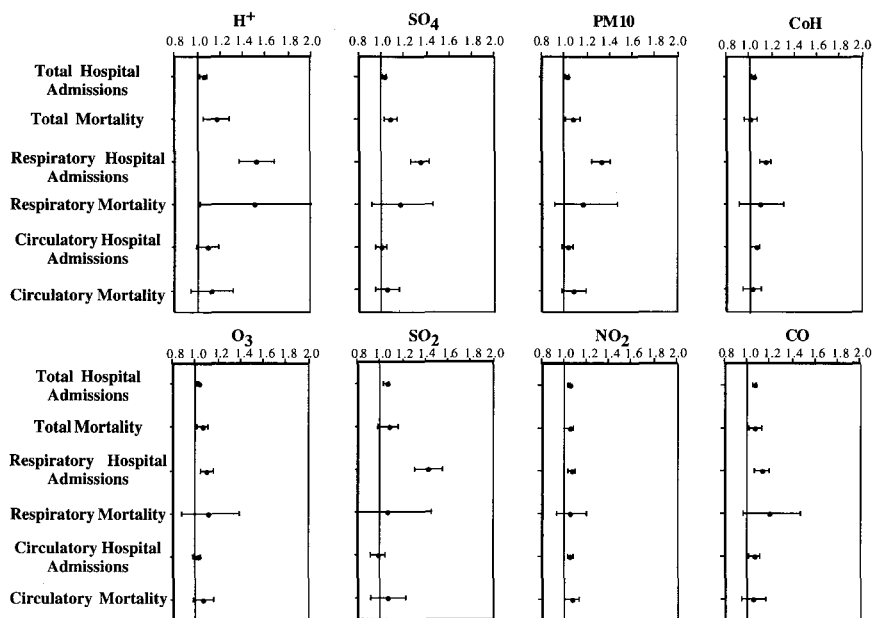 H+ SO4 PM10 CoH
0.8 1.0 1.2 1.4 1.6 1.8 2.0 0.8 1.0 1.2 1.4 1.6 1.8 2.0 0.8 1.0 1.2 1.4 1.6 1.8 2.0 0.8 1.0 1.2 1.4 1.6 1.8 2.0
Total Hospital
Admissions
Total Mortality
Respiratory Hospital
Admissions
Respiratory Mortality
Circulatory Hospital
Admissions
Circulatory Mortality
O3 SO2 NO2 CO
0.8 1.0 1.2 1.4 1.6 1.8 2.0 0.8 1.0 1.2 1.4 1.6 1.8 2.0 0.8 1.0 1.2 1.4 1.6 1.8 2.0 0.8 1.0 1.2 1.4 1.6 1.8 2.0
Total Hospital
Admissions
Total Mortality
Respiratory Hospital
Admissions
Respiratory Mortality
Circulatory Hospital
Admissions
Circulatory Mortality